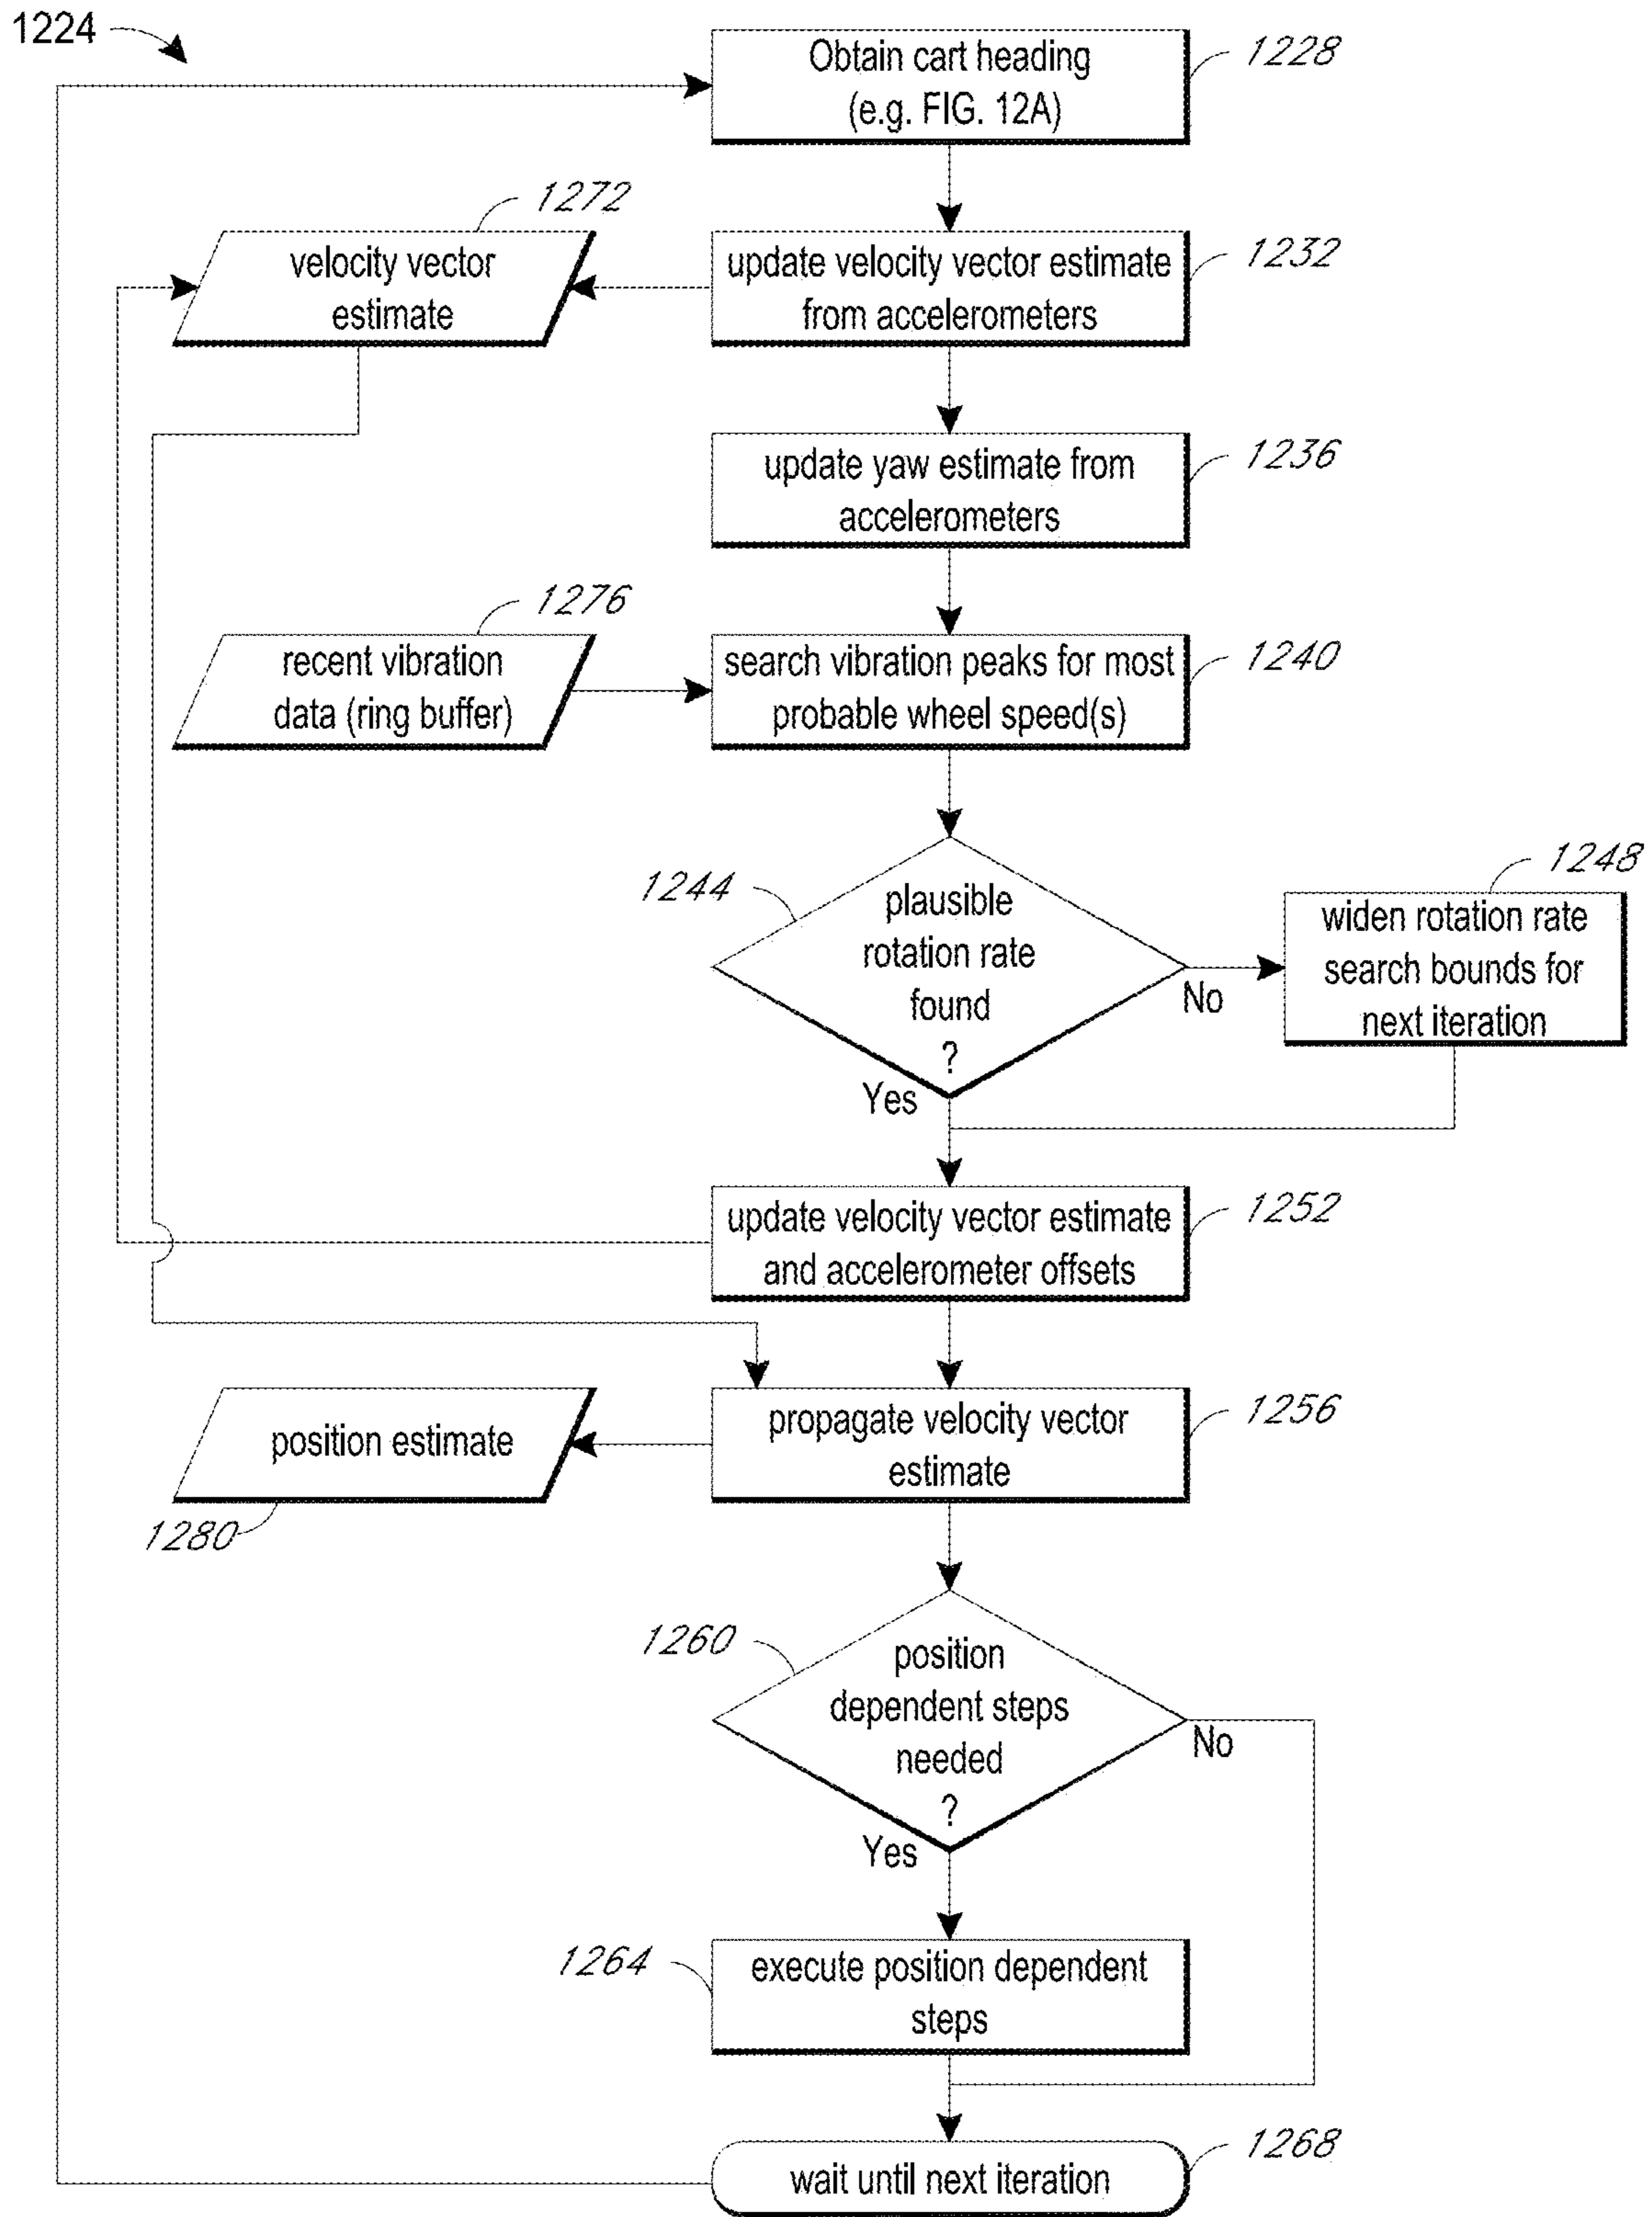 1224
Obtain cart heading
(e.g. FIG. 12A)
1228
1272
velocity vector
estimate
update velocity vector estimate
from accelerometers
1232
update yaw estimate from
accelerometers
1236
1276
recent vibration
data (ring buffer)
search vibration peaks for most
probable wheel speed(s)
1240
1244
plausible
rotation rate
found
?
No
Yes
1248
widen rotation rate
search bounds for
next iteration
update velocity vector estimate
and accelerometer offsets
1252
position estimate
1280
propagate velocity vector
estimate
1256
1260
position
dependent steps
needed
?
No
Yes
1264
execute position dependent
steps
wait until next iteration
1268